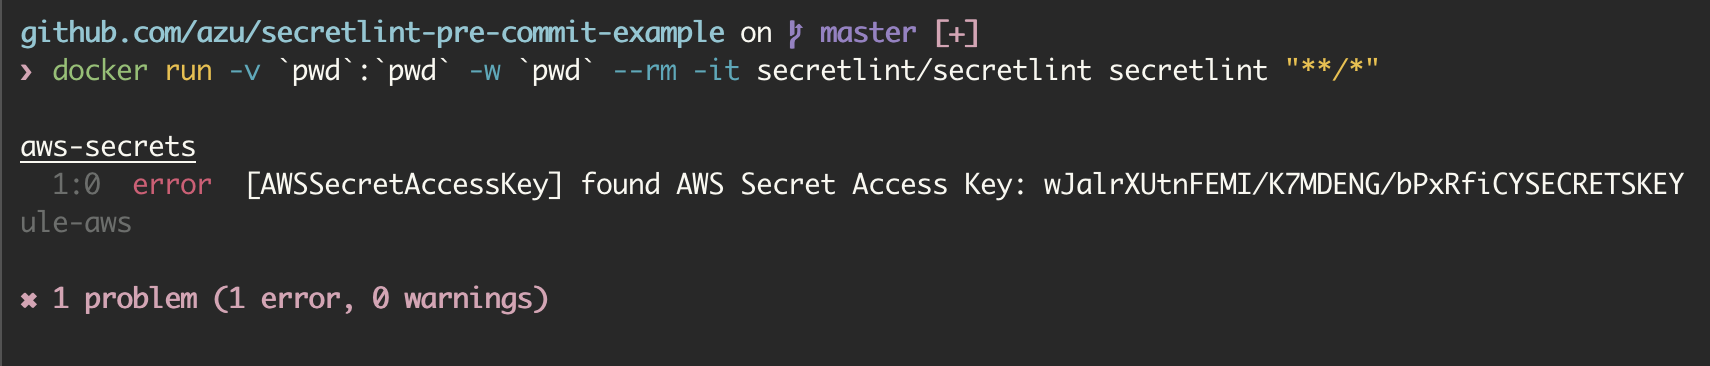 github.com/azu/secretlint-pre-commit-example on master [+]
❯ docker run -v `pwd`:`pwd` -w `pwd` --rm -it secretlint/secretlint secretlint "**/*"
aws-secrets
1:0 error [AWSSecretAccessKey] found AWS Secret Access Key: wJalrXUtnFEMI/K7MDENG/bPxRfiCYSECRETSKEY
ule-aws
✖ 1 problem (1 error, 0 warnings)